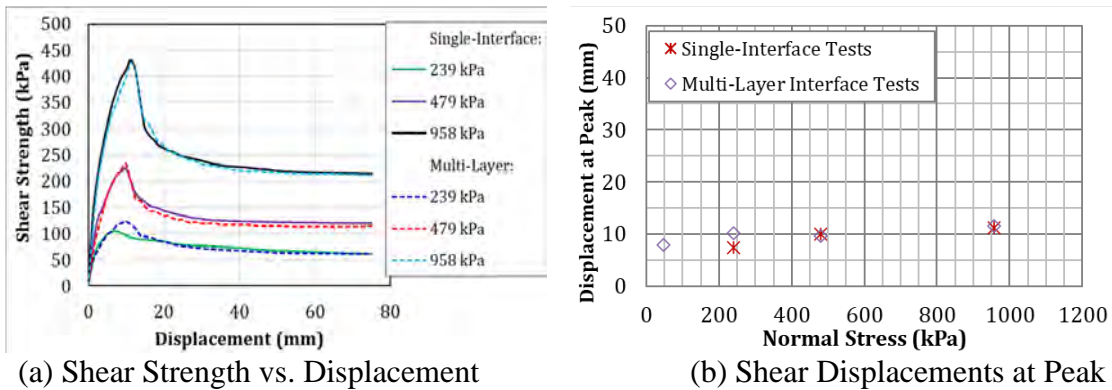 500
450
400
350
300
250
200
150
100
50
0
Shear Strength (kPa)
0 20 40 60 80
Displacement (mm)
Single-Interface:
239 kPa
479 kPa
958 kPa
Multi-Layer:
239 kPa
479 kPa
958 kPa
(a) Shear Strength vs. Displacement
50
40
30
20
10
0
Displacement at Peak (mm)
Single-Interface Tests
Multi-Layer Interface Tests
0 200 400 600 800 1000 1200
Normal Stress (kPa)
(b) Shear Displacements at Peak